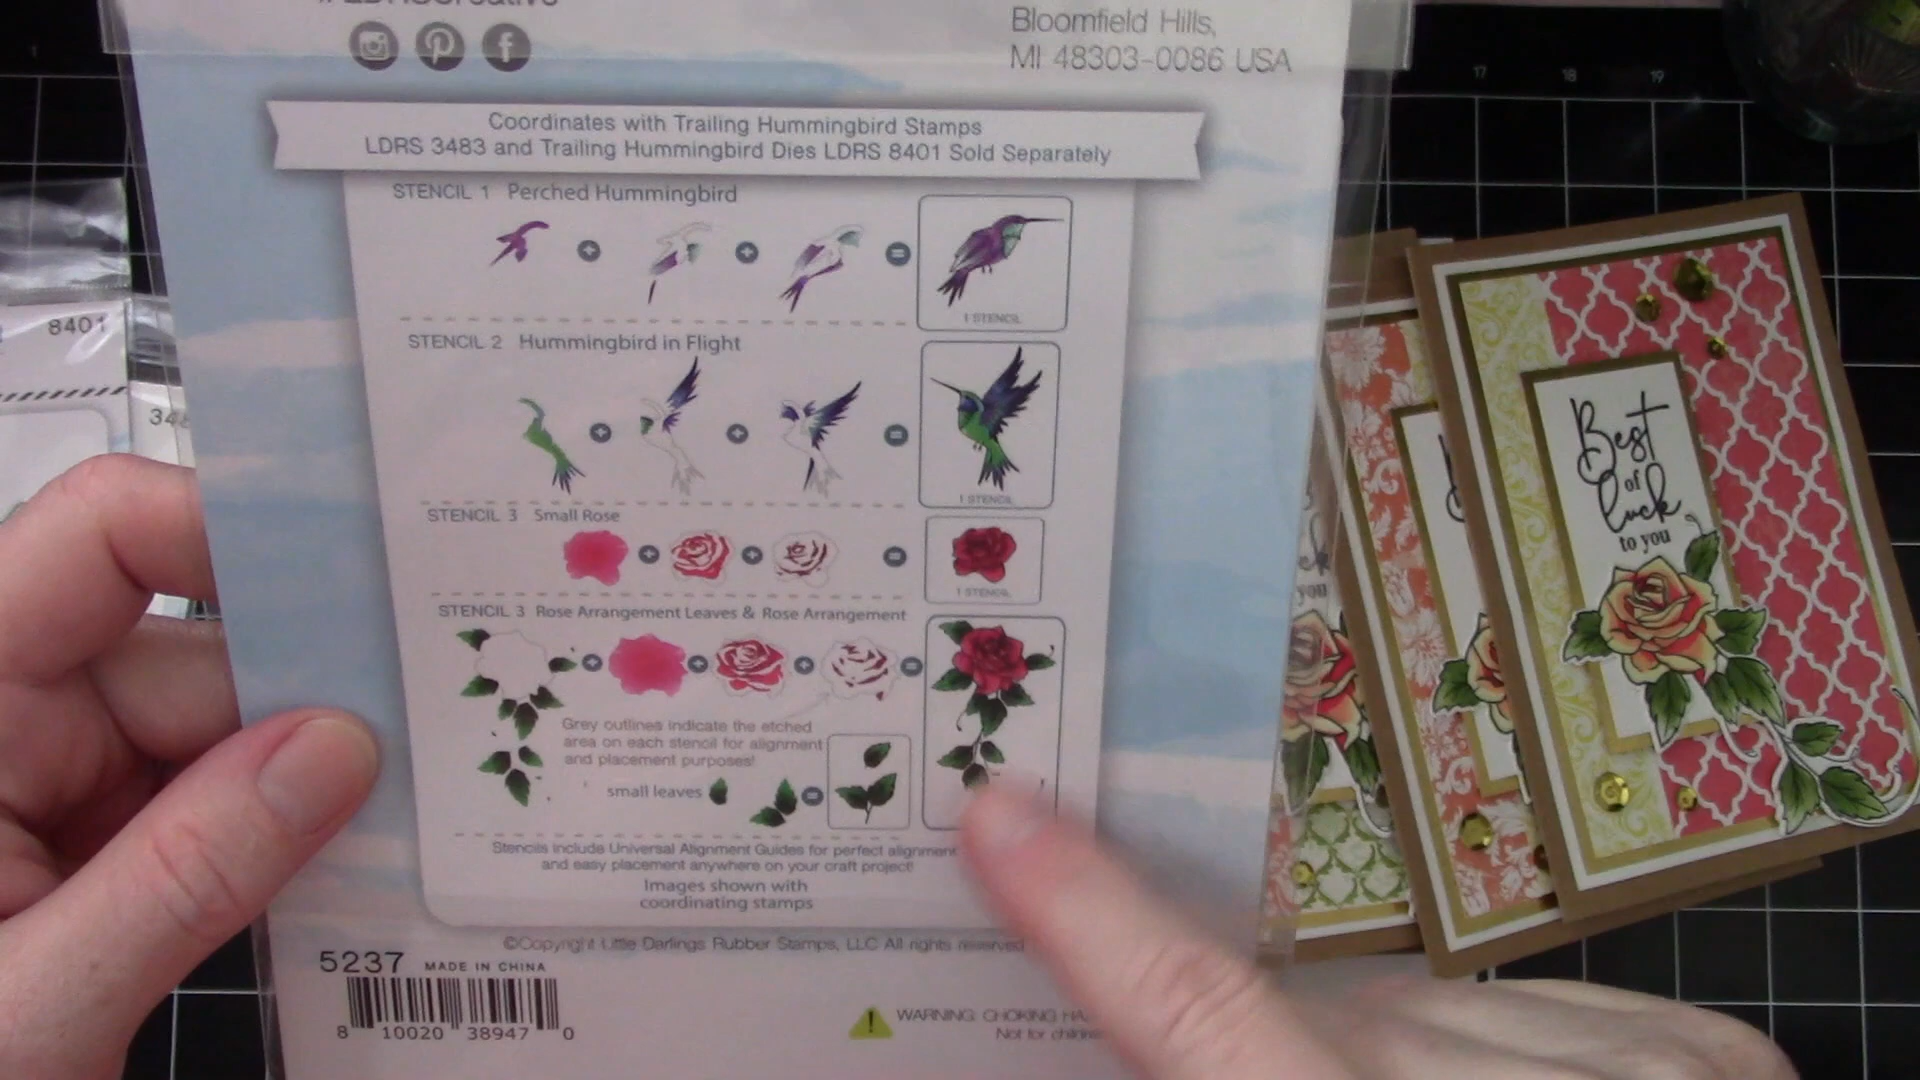 Bloomfield Hills,
MI 48303-0086 USA
Coordinates with Trailing Hummingbird Stamps
LDRS 3483 and Trailing Hummingbird Dies LDRS 8401 Sold Separately
STENCIL 1 Perched Hummingbird
1 STENCIL
STENCIL 2 Hummingbird in Flight
1 STENCIL
STENCIL 3 Small Rose
1 STENCIL
STENCIL 3 Rose Arrangement Leaves & Rose Arrangement
Grey outlines indicate the etched
area on each stencil for alignment
and placement purposes!
small leaves
Stencils include Universal Alignment Guides for perfect alignment
and easy placement anywhere on your craft project!
Images shown with
coordinating stamps
©Copyright Little Darlings Rubber Stamps, LLC All rights reserved
5237 MADE IN CHINA
8 10020 38947 0
WARNING: CHOKING
Not for
8401
Best
of
luck
to you
you
17 18 19